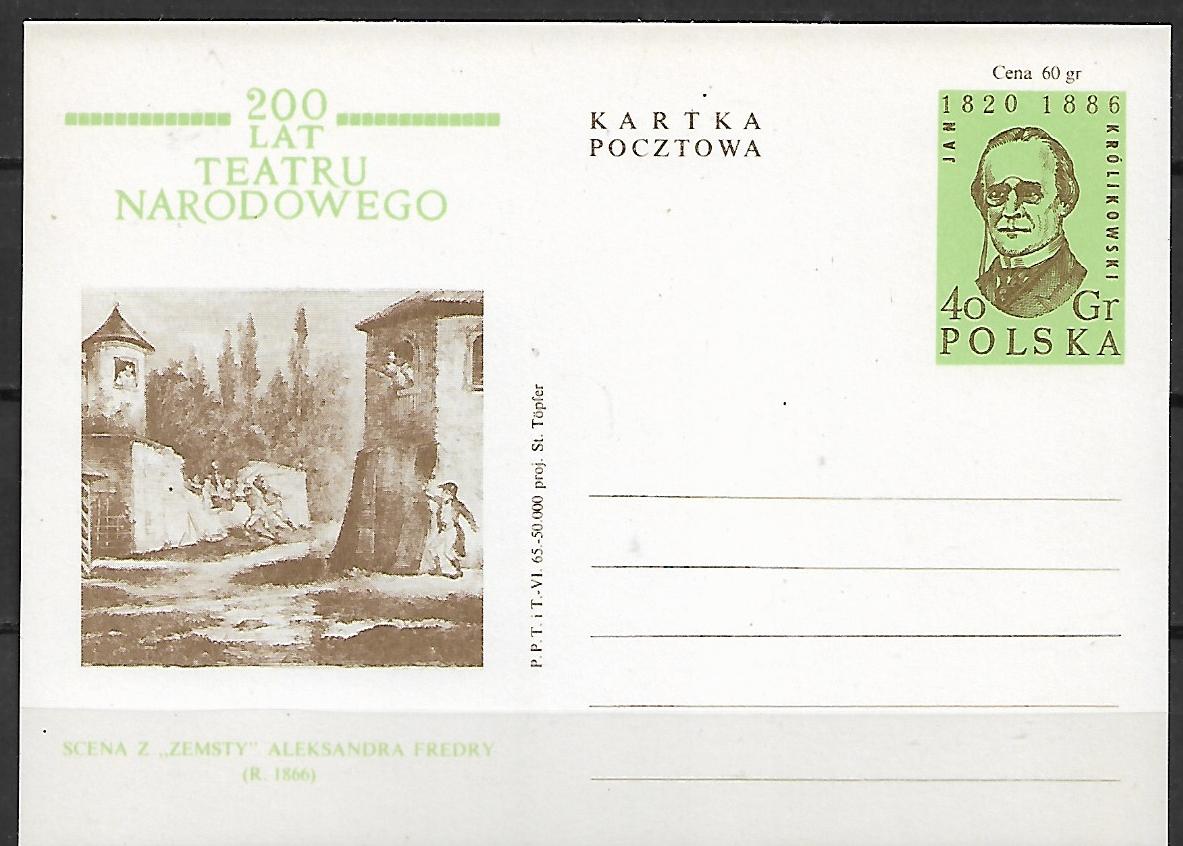 200
LAT
TEATRU
NARODOWEGO
SCENA Z „ZEMSTY” ALEKSANDRA FREDRY
(R. 1866)
P.P.T. i T.-VI. 65.-50.000 proj. St. Töpfer
KARTKA
POCZTOWA
Cena 60 gr
1820 1886
JAN
KRÓLIKOWSKI
40 Gr
POLSKA